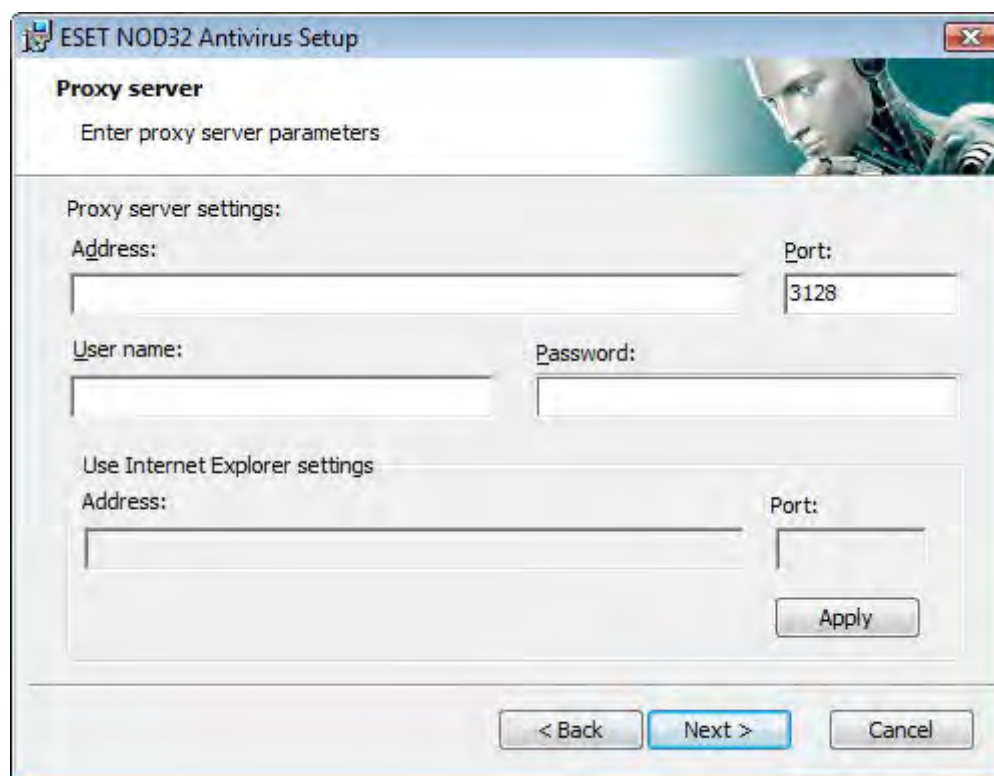 ESET NOD32 Antivirus Setup
Proxy server
Enter proxy server parameters
Proxy server settings:
Address: Port:
3128
User name: Password:
Use Internet Explorer settings
Address: Port:
Apply
< Back Next > Cancel